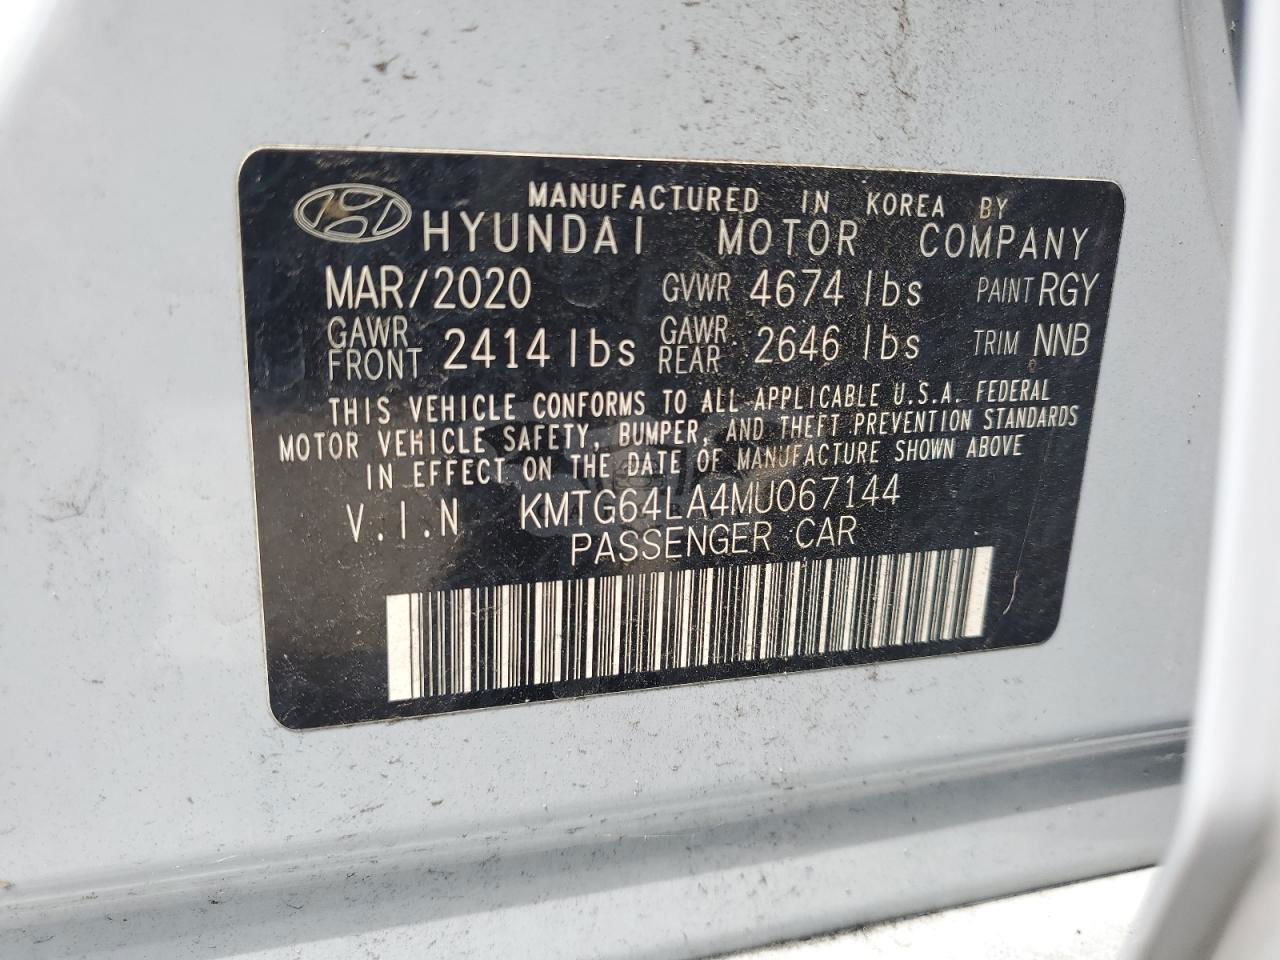 MANUFACTURED IN KOREA BY
HYUNDAI MOTOR COMPANY
MAR/2020 GVWR 4674 lbs PAINT RGY
GAWR FRONT 2414 lbs GAWR REAR 2646 lbs TRIM NNB
THIS VEHICLE CONFORMS TO ALL APPLICABLE U.S.A. FEDERAL
MOTOR VEHICLE SAFETY, BUMPER, AND THEFT PREVENTION STANDARDS
IN EFFECT ON THE DATE OF MANUFACTURE SHOWN ABOVE
V.I.N KMTG64LA4MU067144
PASSENGER CAR